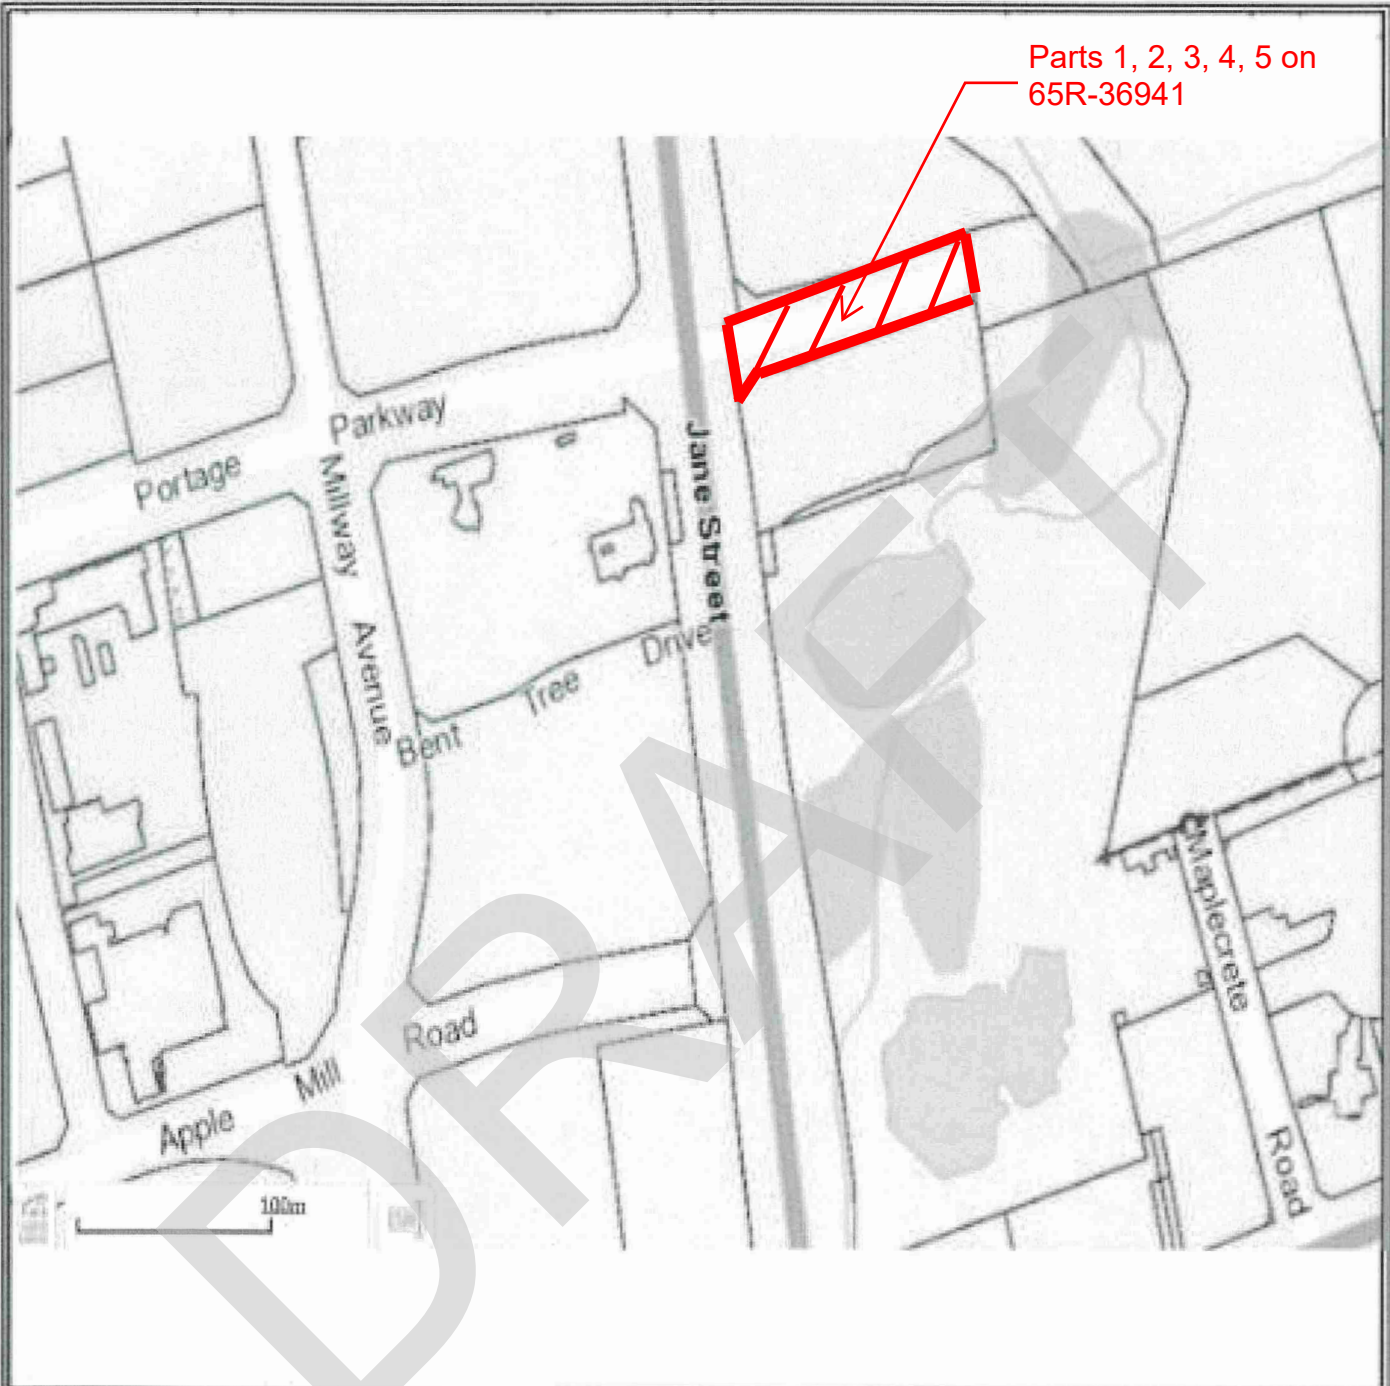 Parts 1, 2, 3, 4, 5 on
65R-36941
Parkway
Portage
Millway
Avenue
Jane Street
Drive
Tree
Bent
Maplecrete
Road
Road
Mill
Apple
100m
DRAFT